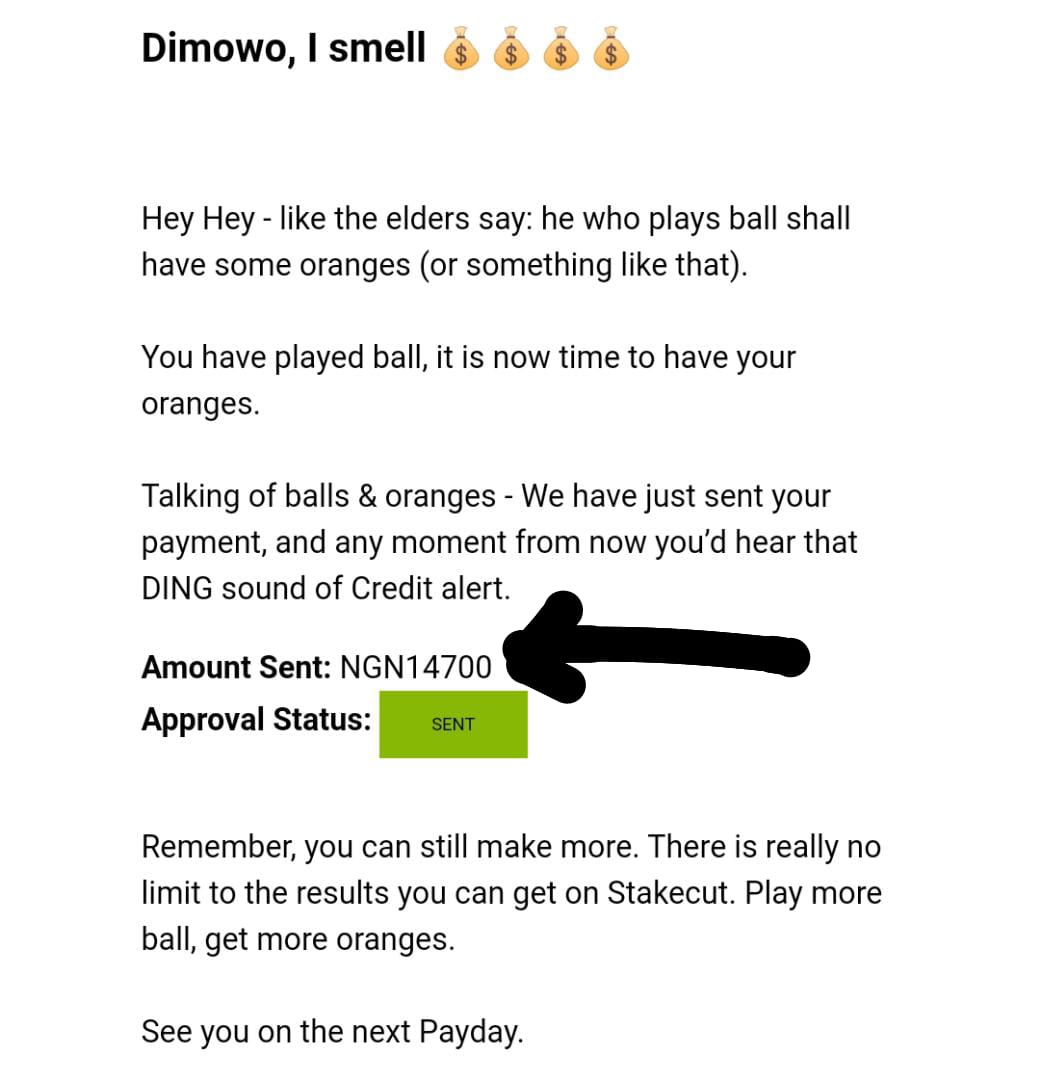 Dimowo, I smell 💰 💰 💰 💰
Hey Hey - like the elders say: he who plays ball shall
have some oranges (or something like that).
You have played ball, it is now time to have your
oranges.
Talking of balls & oranges - We have just sent your
payment, and any moment from now you’d hear that
DING sound of Credit alert.
Amount Sent: NGN14700
Approval Status: SENT
Remember, you can still make more. There is really no
limit to the results you can get on Stakecut. Play more
ball, get more oranges.
See you on the next Payday.